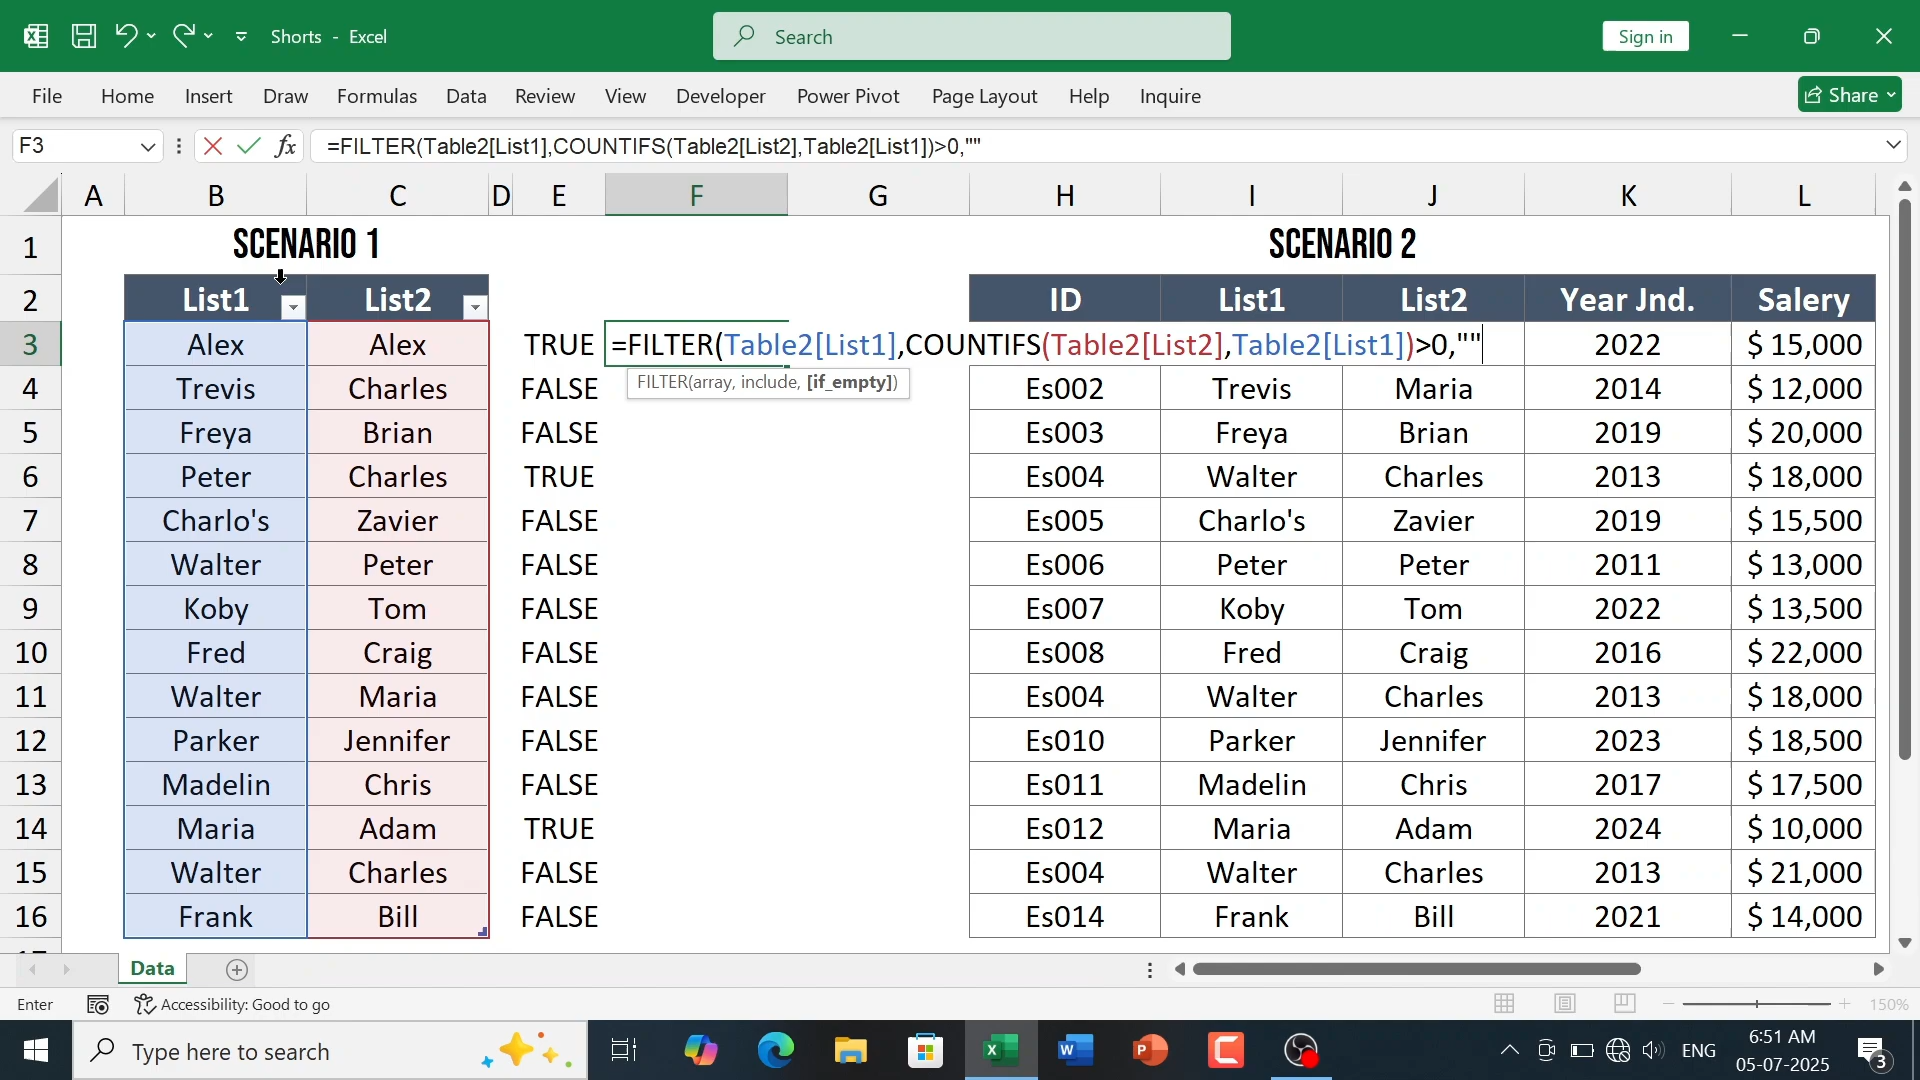 Shorts - Excel
Search
Sign in
File Home Insert Draw Formulas Data Review View Developer Power Pivot Page Layout Help Inquire
Share
F3
fx
=FILTER(Table2[List1],COUNTIFS(Table2[List2],Table2[List1])>0,""
A B C D E F G H I J K L
1 SCENARIO 1 SCENARIO 2
2 List1 List2 ID List1 List2 Year Jnd. Salery
3 Alex Alex TRUE =FILTER(Table2[List1],COUNTIFS(Table2[List2],Table2[List1])>0,"" 2022 $ 15,000
FILTER(array, include, [if_empty])
4 Trevis Charles FALSE Es002 Trevis Maria 2014 $ 12,000
5 Freya Brian FALSE Es003 Freya Brian 2019 $ 20,000
6 Peter Charles TRUE Es004 Walter Charles 2013 $ 18,000
7 Charlo's Zavier FALSE Es005 Charlo's Zavier 2019 $ 15,500
8 Walter Peter FALSE Es006 Peter Peter 2011 $ 13,000
9 Koby Tom FALSE Es007 Koby Tom 2022 $ 13,500
10 Fred Craig FALSE Es008 Fred Craig 2016 $ 22,000
11 Walter Maria FALSE Es004 Walter Charles 2013 $ 18,000
12 Parker Jennifer FALSE Es010 Parker Jennifer 2023 $ 18,500
13 Madelin Chris FALSE Es011 Madelin Chris 2017 $ 17,500
14 Maria Adam TRUE Es012 Maria Adam 2024 $ 10,000
15 Walter Charles FALSE Es004 Walter Charles 2013 $ 21,000
16 Frank Bill FALSE Es014 Frank Bill 2021 $ 14,000
Data
Enter Accessibility: Good to go 150%
Type here to search
ENG
6:51 AM
05-07-2025
3